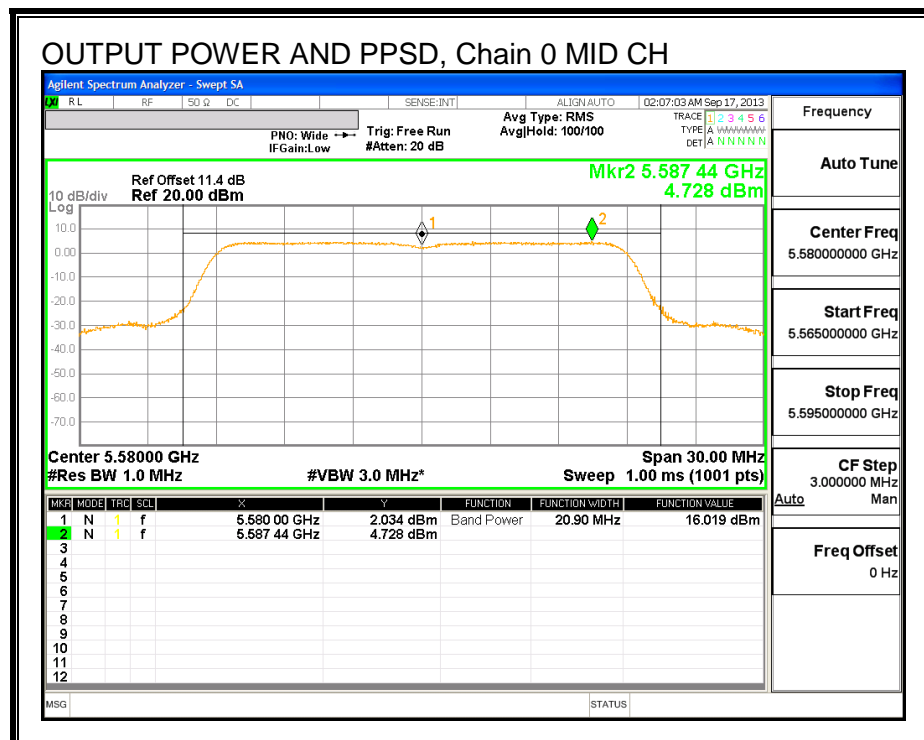 OUTPUT POWER AND PPSD, Chain 0 MID CH
Agilent Spectrum Analyzer - Swept SA
LXI RL RF 50 Ω DC SENSE:INT ALIGN AUTO 02:07:03 AM Sep 17, 2013
PNO: Wide IFGain:Low
Trig: Free Run #Atten: 20 dB
Avg Type: RMS Avg|Hold: 100/100
TRACE 1 2 3 4 5 6
TYPE A WWWWWW
DET A N N N N N
Mkr2 5.587 44 GHz
4.728 dBm
Ref Offset 11.4 dB
10 dB/div Ref 20.00 dBm
Log
1 2
10.0
0.00
-10.0
-20.0
-30.0
-40.0
-50.0
-60.0
-70.0
Center 5.58000 GHz Span 30.00 MHz
#Res BW 1.0 MHz #VBW 3.0 MHz* Sweep 1.00 ms (1001 pts)
MKR MODE TRC SCL X Y FUNCTION FUNCTION WIDTH FUNCTION VALUE
1 N 1 f 5.580 00 GHz 2.034 dBm Band Power 20.90 MHz 16.019 dBm
2 N 1 f 5.587 44 GHz 4.728 dBm
3
4
5
6
7
8
9
10
11
12
MSG STATUS
Frequency
Auto Tune
Center Freq
5.580000000 GHz
Start Freq
5.565000000 GHz
Stop Freq
5.595000000 GHz
CF Step
3.000000 MHz
Auto Man
Freq Offset
0 Hz